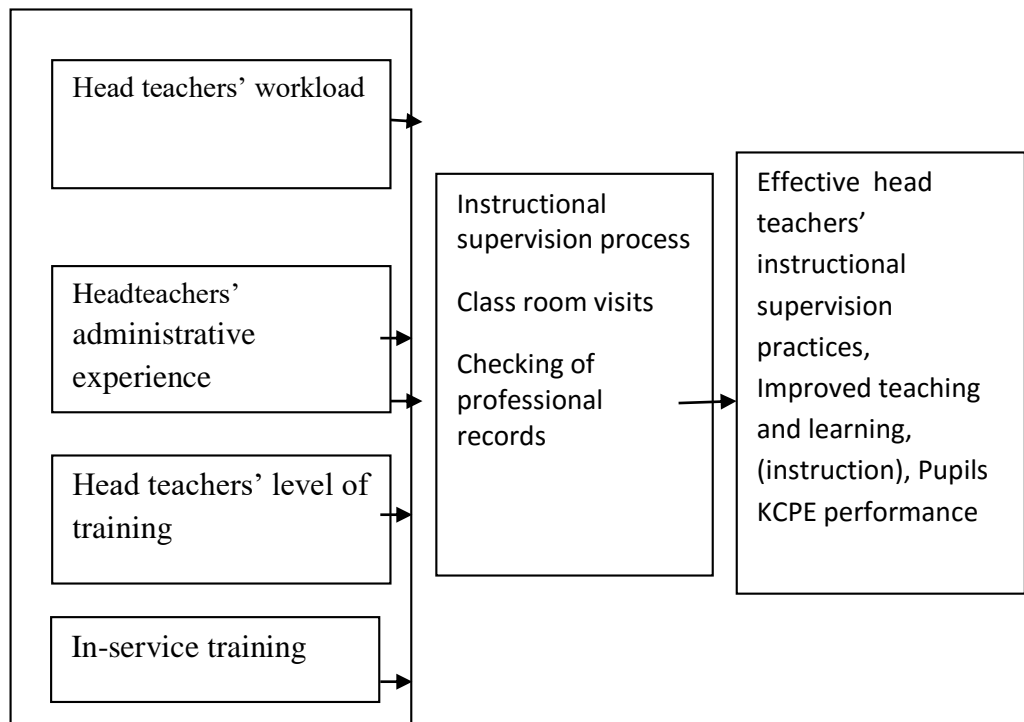 Head teachers’ workload
Headteachers’
administrative
experience
Head teachers’ level of
training
In-service training
Instructional
supervision process
Class room visits
Checking of
professional
records
Effective head
teachers’
instructional
supervision
practices,
Improved teaching
and learning,
(instruction), Pupils
KCPE performance